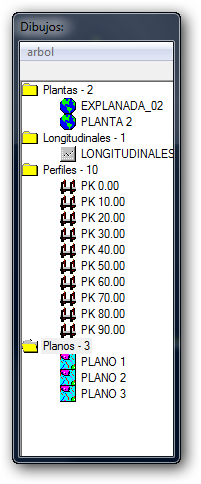 Dibujos:
arbol
Plantas - 2
EXPLANADA_02
PLANTA 2
Longitudinales - 1
LONGITUDINALES
Perfiles - 10
PK 0.00
PK 10.00
PK 20.00
PK 30.00
PK 40.00
PK 50.00
PK 60.00
PK 70.00
PK 80.00
PK 90.00
Planos - 3
PLANO 1
PLANO 2
PLANO 3